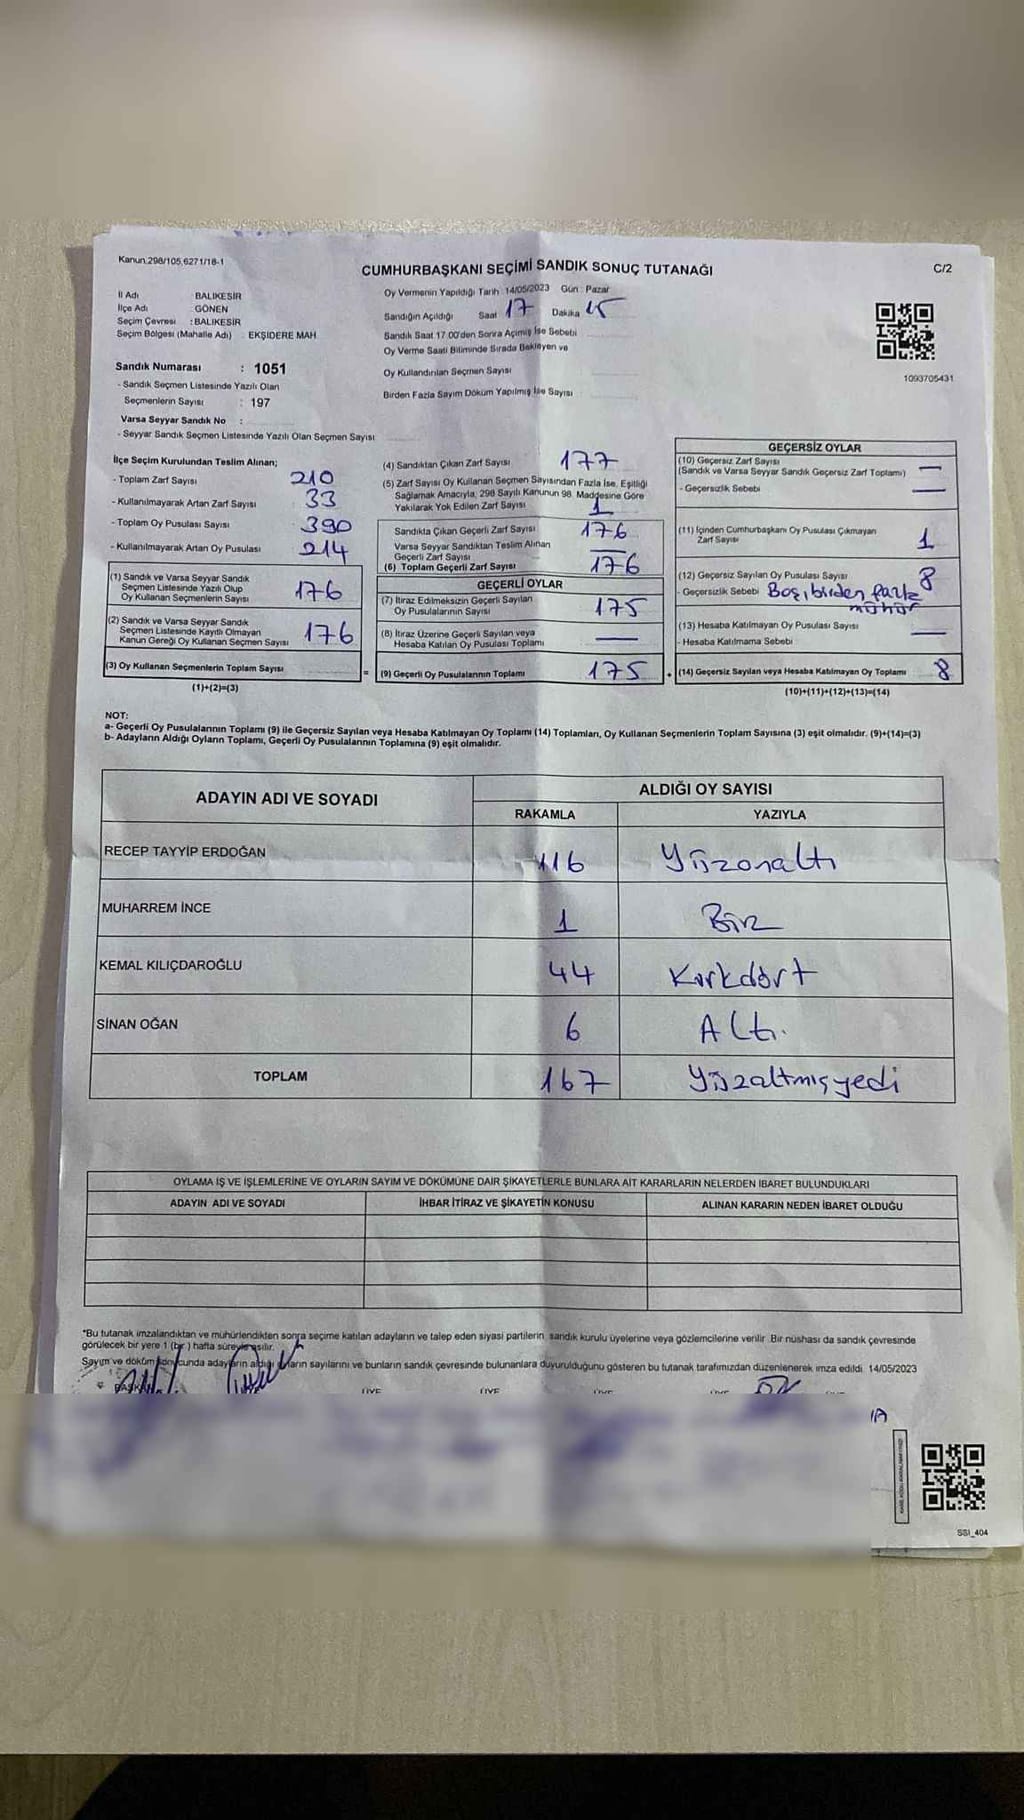 Kanun.298/105,6271/18-1
CUMHURBAŞKANI SEÇİMİ SANDIK SONUÇ TUTANAĞI
C/2
İl Adı BALIKESİR
İlçe Adı GÖNEN
Seçim Çevresi : BALIKESİR
Seçim Bölgesi (Mahalle Adı) EKŞİDERE MAH
Sandık Numarası : 1051
- Sandık Seçmen Listesinde Yazılı Olan
Seçmenlerin Sayısı : 197
Varsa Seyyar Sandık No :
- Seyyar Sandık Seçmen Listesinde Yazılı Olan Seçmen Sayısı
Oy Vermenin Yapıldığı Tarih 14/05/2023 Gün : Pazar
Sandığın Açıldığı Saat 17 Dakika 15
Sandık Saat 17.00'den Sonra Açılmış İse Sebebi
Oy Verme Saati Bitiminde Sırada Bekleyen ve
Oy Kullandırılan Seçmen Sayısı
Birden Fazla Sayım Döküm Yapılmış İse Sayısı
1093705431
İlçe Seçim Kurulundan Teslim Alınan;
- Toplam Zarf Sayısı 210
- Kullanılmayarak Artan Zarf Sayısı 33
- Toplam Oy Pusulası Sayısı 390
- Kullanılmayarak Artan Oy Pusulası 214
(1) Sandık ve Varsa Seyyar Sandık
Seçmen Listesinde Yazılı Olup
Oy Kullanan Seçmenlerin Sayısı 176
(2) Sandık ve Varsa Seyyar Sandık
Seçmen Listesinde Kayıtlı Olmayan
Kanun Gereği Oy Kullanan Seçmen Sayısı 176
(3) Oy Kullanan Seçmenlerin Toplam Sayısı
(1)+(2)=(3)
=
(4) Sandıktan Çıkan Zarf Sayısı 177
(5) Zarf Sayısı Oy Kullanan Seçmen Sayısından Fazla İse, Eşitliği
Sağlamak Amacıyla, 298 Sayılı Kanunun 98. Maddesine Göre
Yakılarak Yok Edilen Zarf Sayısı 1
Sandıkta Çıkan Geçerli Zarf Sayısı 176
Varsa Seyyar Sandıktan Teslim Alınan
Geçerli Zarf Sayısı —
(6) Toplam Geçerli Zarf Sayısı 176
GEÇERLİ OYLAR
(7) İtiraz Edilmeksizin Geçerli Sayılan
Oy Pusulalarının Sayısı 175
(8) İtiraz Üzerine Geçerli Sayılan veya
Hesaba Katılan Oy Pusulası Toplamı —
(9) Geçerli Oy Pusulalarının Toplamı 175
+
GEÇERSİZ OYLAR
(10) Geçersiz Zarf Sayısı
(Sandık ve Varsa Seyyar Sandık Geçersiz Zarf Toplamı) —
- Geçersizlik Sebebi —
(11) İçinden Cumhurbaşkanı Oy Pusulası Çıkmayan
Zarf Sayısı 1
(12) Geçersiz Sayılan Oy Pusulası Sayısı 8
- Geçersizlik Sebebi Boş, birden fazla
mühür
(13) Hesaba Katılmayan Oy Pusulası Sayısı —
- Hesaba Katılmama Sebebi
(14) Geçersiz Sayılan veya Hesaba Katılmayan Oy Toplamı 8
(10)+(11)+(12)+(13)=(14)
NOT:
a- Geçerli Oy Pusulalarının Toplamı (9) ile Geçersiz Sayılan veya Hesaba Katılmayan Oy Toplamı (14) Toplamları, Oy Kullanan Seçmenlerin Toplam Sayısına (3) eşit olmalıdır. (9)+(14)=(3)
b- Adayların Aldığı Oyların Toplamı, Geçerli Oy Pusulalarının Toplamına (9) eşit olmalıdır.
ADAYIN ADI VE SOYADI
ALDIĞI OY SAYISI
RAKAMLA YAZIYLA
RECEP TAYYİP ERDOĞAN 116 Yüzonaltı
MUHARREM İNCE 1 Bir
KEMAL KILIÇDAROĞLU 44 Kırkdört
SİNAN OĞAN 6 Altı.
TOPLAM 167 Yüzaltmışyedi
OYLAMA İŞ VE İŞLEMLERİNE VE OYLARIN SAYIM VE DÖKÜMÜNE DAİR ŞİKAYETLERLE BUNLARA AİT KARARLARIN NELERDEN İBARET BULUNDUKLARI
ADAYIN ADI VE SOYADI İHBAR İTİRAZ VE ŞİKAYETİN KONUSU ALINAN KARARIN NEDEN İBARET OLDUĞU
*Bu tutanak imzalandıktan ve mühürlendikten sonra seçime katılan adayların ve talep eden siyasi partilerin, sandık kurulu üyelerine veya gözlemcilerine verilir. Bir nüshası da sandık çevresinde
görülecek bir yere 1 (bir) hafta süreyle asılır.
Sayım ve döküm sonucunda adayların aldığı oyların sayılarını ve bunların sandık çevresinde bulunanlara duyurulduğunu gösteren bu tutanak tarafımızdan düzenlenerek imza edildi. 14/05/2023
BAŞKAN ÜYE ÜYE ÜYE ÜYE
SSI_404